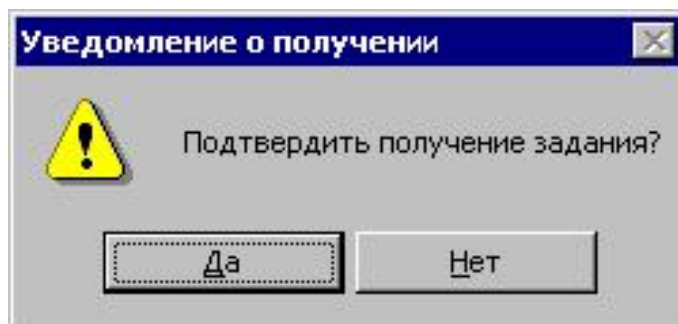 Уведомление о получении
Подтвердить получение задания?
Да
Нет